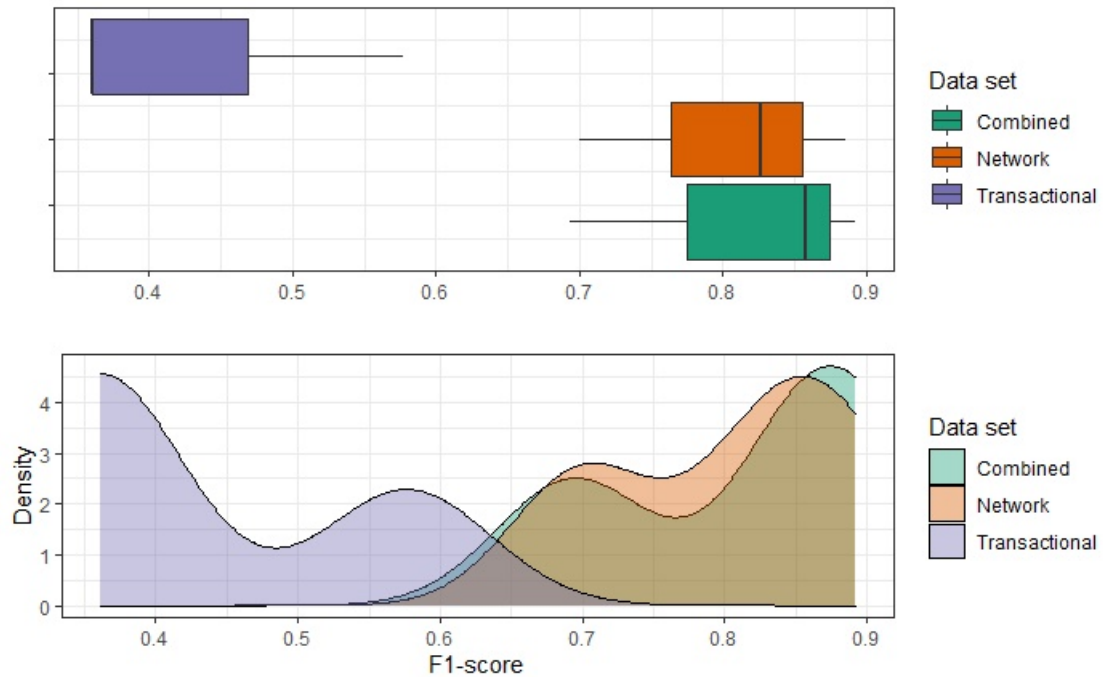 Data set
Combined
Network
Transactional
0.4 0.5 0.6 0.7 0.8 0.9
4
3
2
1
0
Density
0.4 0.5 0.6 0.7 0.8 0.9
F1-score
Data set
Combined
Network
Transactional